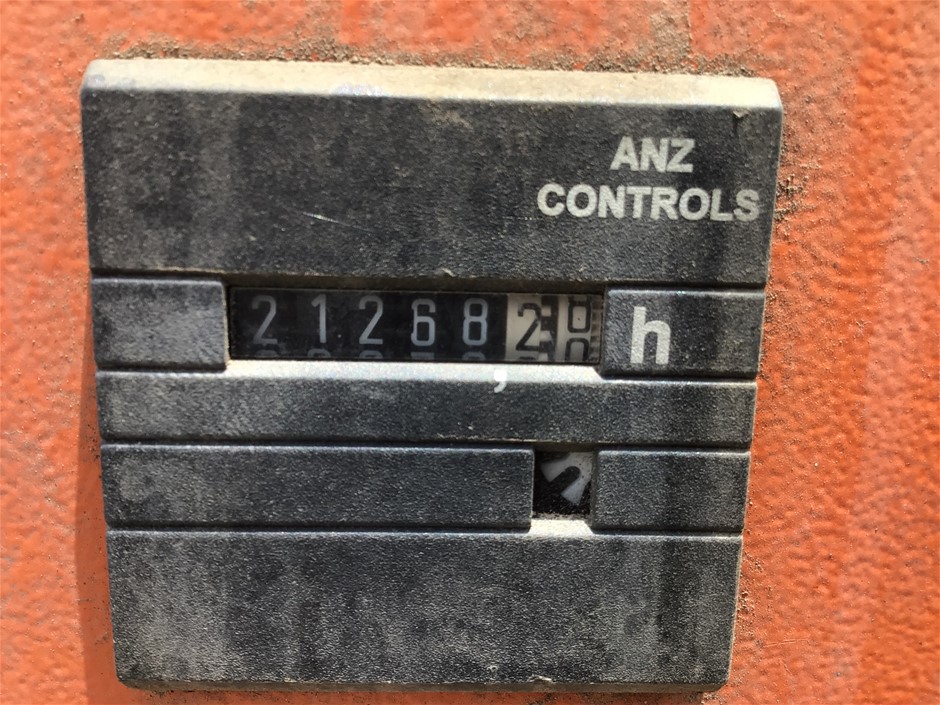 ANZ
CONTROLS
2126820 h
,